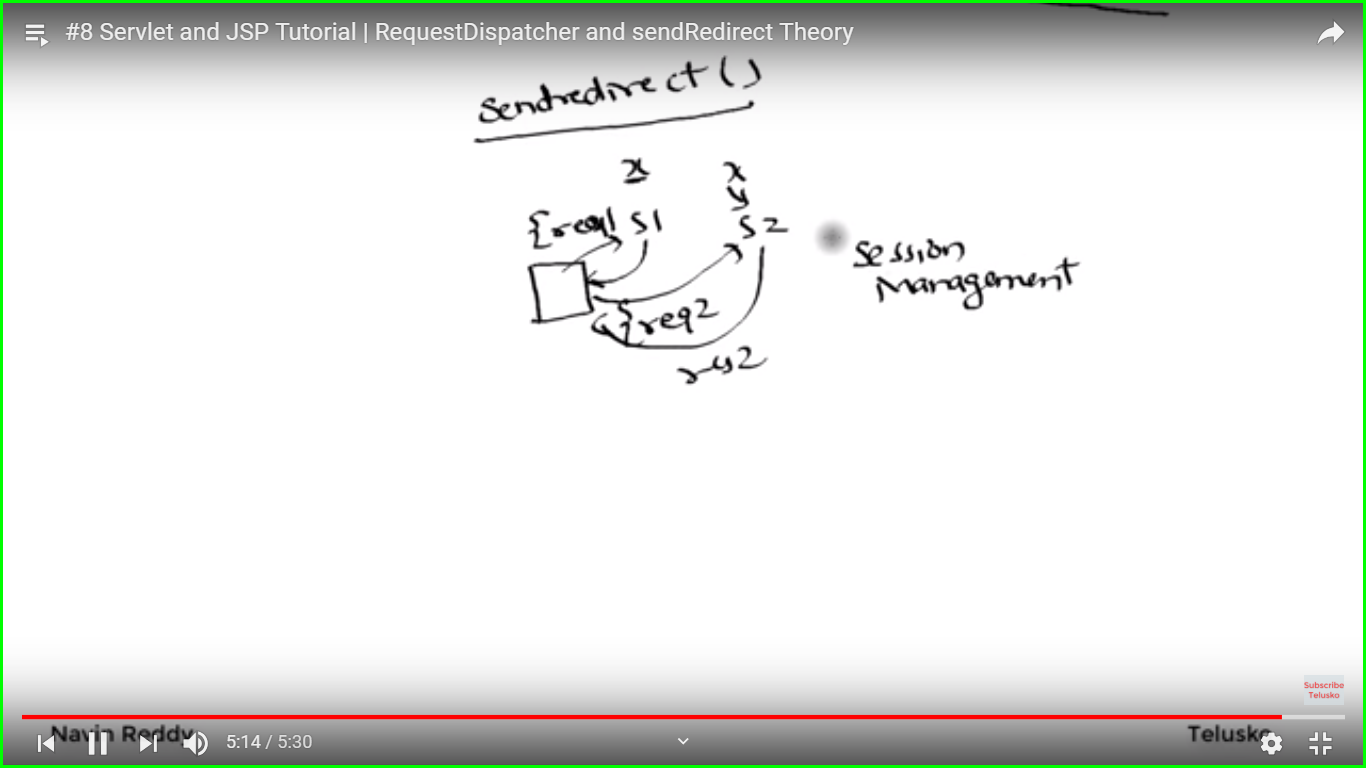 #8 Servlet and JSP Tutorial | RequestDispatcher and sendRedirect Theory
Sendredirect()
x x
y
{req1 S1 S2
Session
Management
{req2
res2
Subscribe
Telusko
Navin Reddy
Telusko
5:14 / 5:30